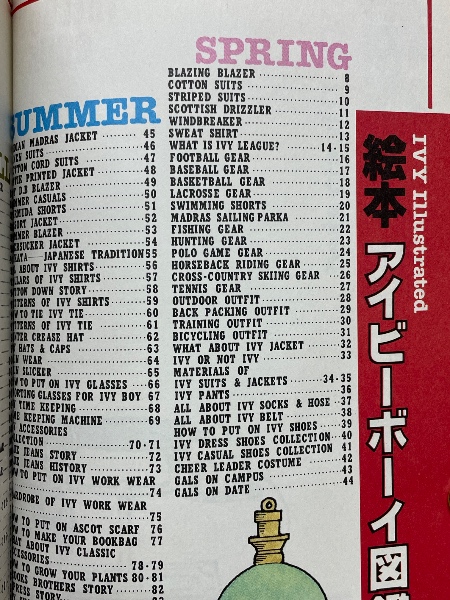 SPRING
BLAZING BLAZER 8
COTTON SUITS 9
STRIPED SUITS 10
SCOTTISH DRIZZLER 11
WINDBREAKER 12
SWEAT SHIRT 13
WHAT IS IVY LEAGUE? 14·15
FOOTBALL GEAR 16
BASEBALL GEAR 17
BASKETBALL GEAR 18
LACROSSE GEAR 19
SWIMMING SHORTS 20
MADRAS SAILING PARKA 21
FISHING GEAR 22
HUNTING GEAR 23
POLO GAME GEAR 24
HORSEBACK RIDING GEAR 25
CROSS-COUNTRY SKIING GEAR 26
TENNIS GEAR 27
OUTDOOR OUTFIT 28
BACK PACKING OUTFIT 29
TRAINING OUTFIT 30
BICYCLING OUTFIT 31
WHAT ABOUT IVY JACKET 32
IVY OR NOT IVY 33
MATERIALS OF
IVY SUITS & JACKETS 34·35
IVY PANTS 36
ALL ABOUT IVY SOCKS & HOSE 37
ALL ABOUT IVY BELT 38
HOW TO PUT ON IVY SHOES 39
IVY DRESS SHOES COLLECTION 40
IVY CASUAL SHOES COLLECTION 41
CHEER LEADER COSTUME 42
GALS ON CAMPUS 43
GALS ON DATE 44
SUMMER
MADRAS JACKET 45
SUITS 46
CORD SUITS 47
PRINTED JACKET 48
D.B BLAZER 49
CASUALS 50
SHORTS 51
JACKET 52
BLAZER 53
JACKET 54
JAPANESE TRADITION 55
ABOUT IVY SHIRTS 56
OF IVY SHIRTS 57
DOWN STORY 58
OF IVY SHIRTS 59
TO TIE IVY TIE 60
OF IVY TIE 61
CREASE HAT 62
HATS & CAPS 63
WEAR 64
SLICKER 65
TO PUT ON IVY GLASSES 66
GLASSES FOR IVY BOY 67
TIME KEEPING 68
KEEPING MACHINE 69
ACCESSORIES
70·71
JEANS STORY 72
JEANS HISTORY 73
TO PUT ON IVY WORK WEAR
74
OF IVY WORK WEAR
75
TO PUT ON ASCOT SCARF 76
TO MAKE YOUR BOOKBAG 77
ABOUT IVY CLASSIC
78·79
TO GROW YOUR PLANTS 80·81
BROTHERS STORY 82
STORY 83
IVY Illustrated
絵本 アイビーボーイ図